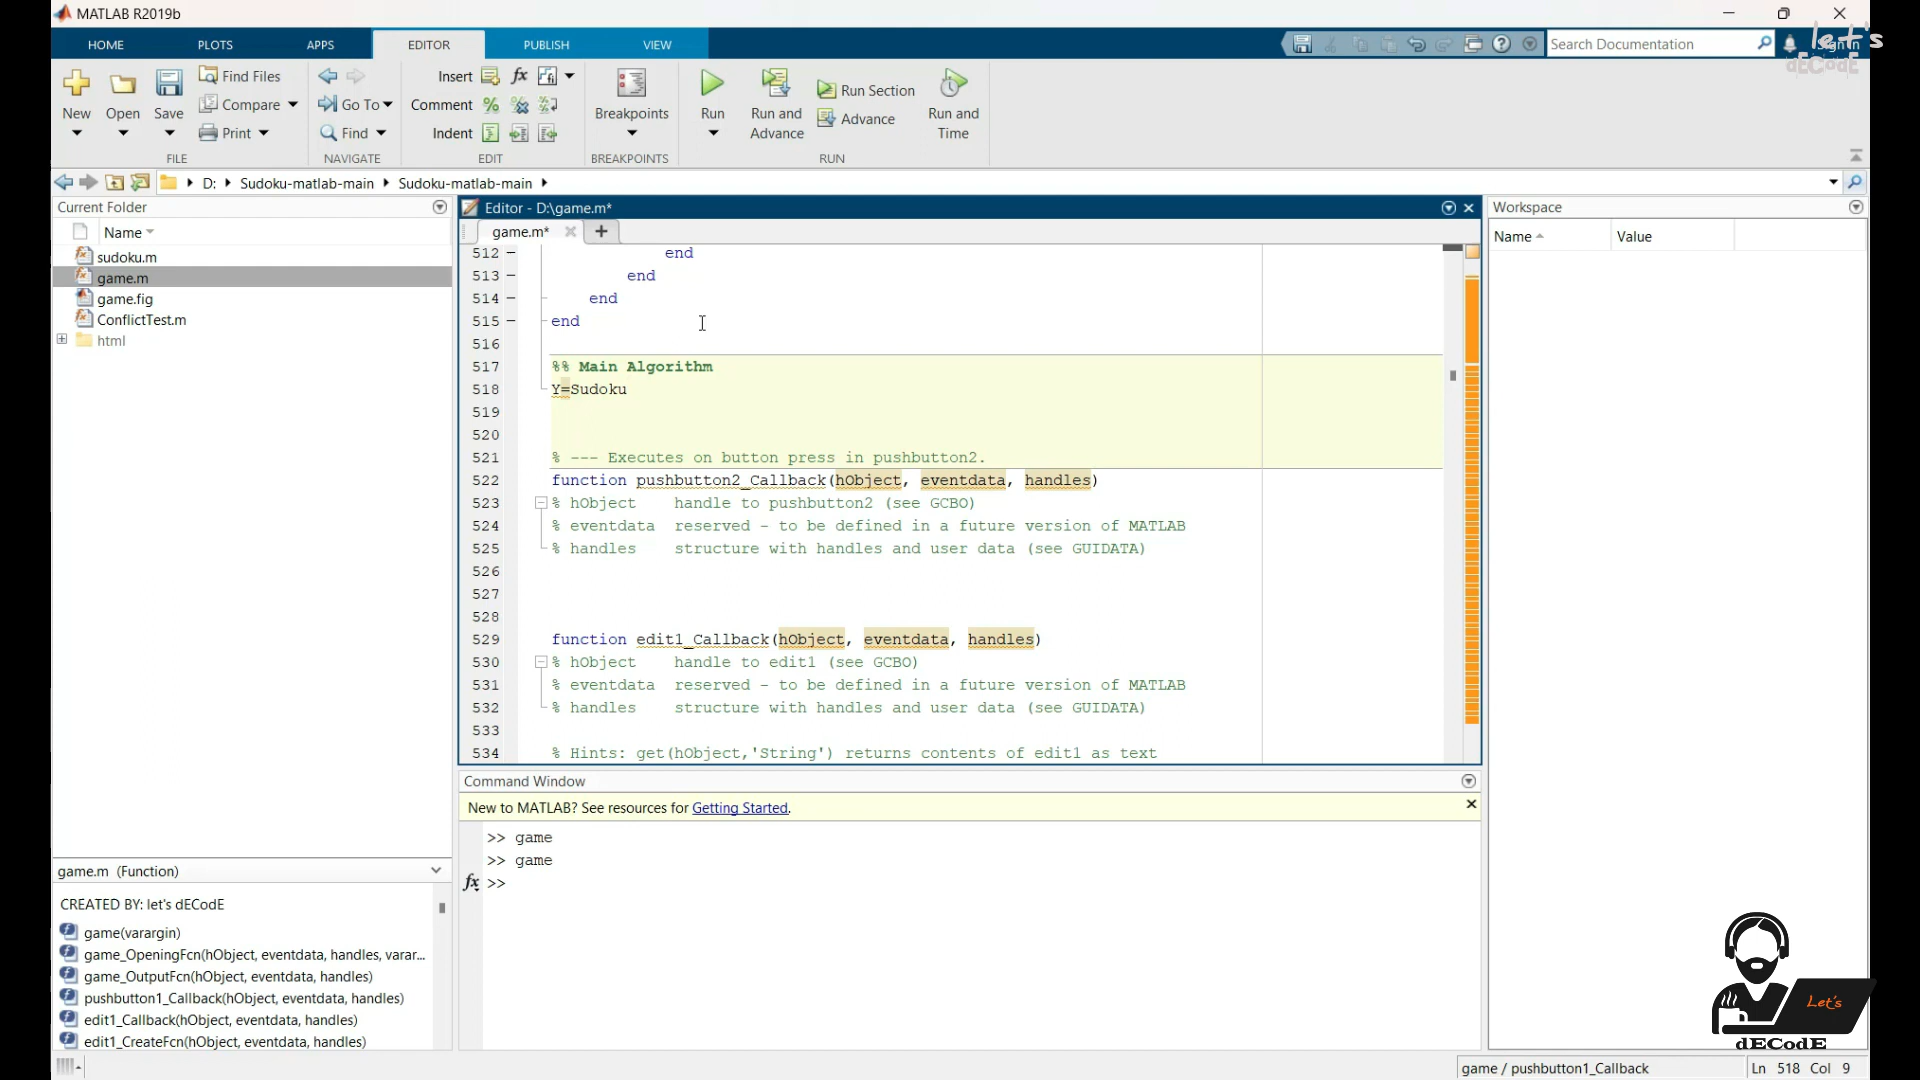 MATLAB R2019b
HOME PLOTS APPS EDITOR PUBLISH VIEW
Search Documentation
let's
dECodE
Find Files Insert fx Run Section
Compare Go To Comment
New Open Save Breakpoints Run Run and Advance Advance Run and Time
Print Find Indent
FILE NAVIGATE EDIT BREAKPOINTS RUN
D: Sudoku-matlab-main Sudoku-matlab-main
Current Folder
Name
sudoku.m
game.m
game.fig
ConflictTest.m
html
Editor - D:\game.m*
game.m*
512 end
513 end
514 end
515 end
516
517 %% Main Algorithm
518 Y=Sudoku
519
520
521 % --- Executes on button press in pushbutton2.
522 function pushbutton2_Callback(hObject, eventdata, handles)
523 % hObject    handle to pushbutton2 (see GCBO)
524 % eventdata  reserved - to be defined in a future version of MATLAB
525 % handles    structure with handles and user data (see GUIDATA)
526
527
528
529 function edit1_Callback(hObject, eventdata, handles)
530 % hObject    handle to edit1 (see GCBO)
531 % eventdata  reserved - to be defined in a future version of MATLAB
532 % handles    structure with handles and user data (see GUIDATA)
533
534 % Hints: get(hObject,'String') returns contents of edit1 as text
Workspace
Name Value
Command Window
New to MATLAB? See resources for Getting Started.
>> game
>> game
fx >>
game.m (Function)
CREATED BY: let's dECodE
game(varargin)
game_OpeningFcn(hObject, eventdata, handles, varar...
game_OutputFcn(hObject, eventdata, handles)
pushbutton1_Callback(hObject, eventdata, handles)
edit1_Callback(hObject, eventdata, handles)
edit1_CreateFcn(hObject, eventdata, handles)
Let's
dECodE
game / pushbutton1_Callback Ln 518 Col 9